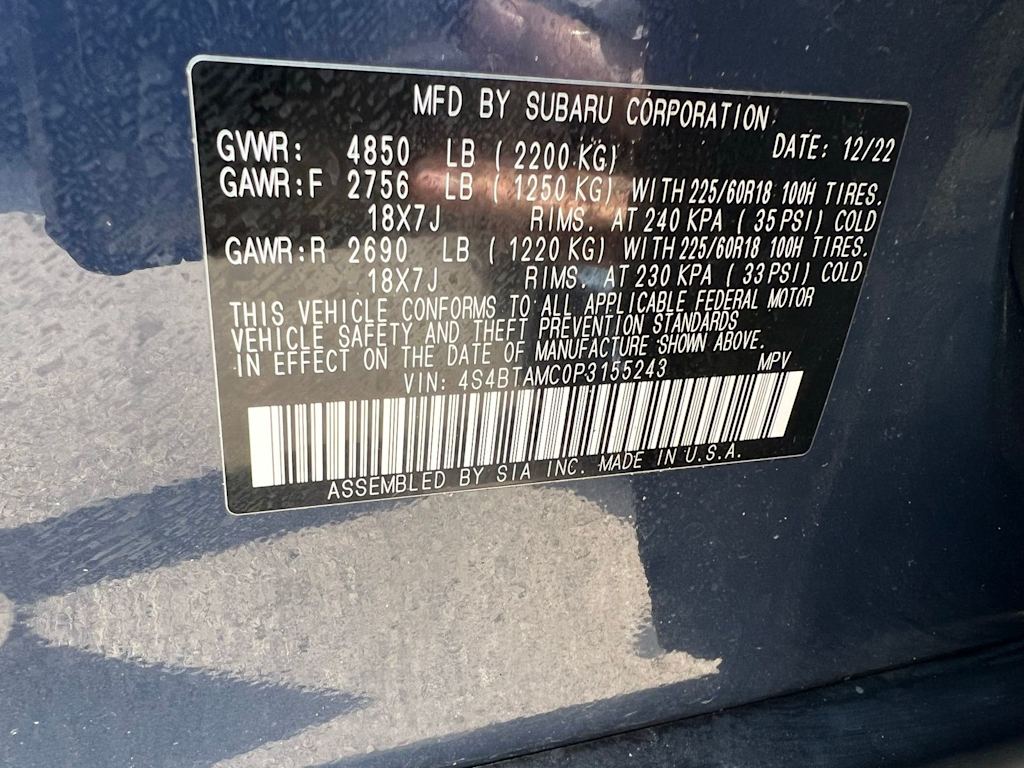 MFD BY SUBARU CORPORATION
GVWR: 4850 LB (2200 KG) DATE: 12/22
GAWR:F 2756 LB (1250 KG) WITH 225/60R18 100H TIRES.
18X7J RIMS. AT 240 KPA (35 PSI) COLD
GAWR:R 2690 LB (1220 KG) WITH 225/60R18 100H TIRES.
18X7J RIMS. AT 230 KPA (33 PSI) COLD
THIS VEHICLE CONFORMS TO ALL APPLICABLE FEDERAL MOTOR
VEHICLE SAFETY AND THEFT PREVENTION STANDARDS
IN EFFECT ON THE DATE OF MANUFACTURE SHOWN ABOVE.
VIN: 4S4BTAMC0P3155243 MPV
ASSEMBLED BY SIA INC. MADE IN U.S.A.